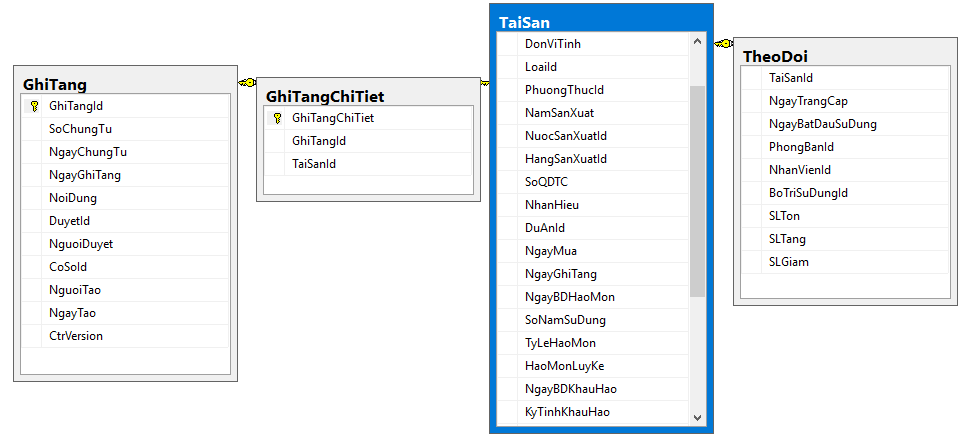 GhiTang
GhiTangId
SoChungTu
NgayChungTu
NgayGhiTang
NoiDung
DuyetId
NguoiDuyet
CoSoId
NguoiTao
NgayTao
CtrVersion
GhiTangChiTiet
GhiTangChiTiet
GhiTangId
TaiSanId
TaiSan
DonViTinh
LoaiId
PhuongThucId
NamSanXuat
NuocSanXuatId
HangSanXuatId
SoQDTC
NhanHieu
DuAnId
NgayMua
NgayGhiTang
NgayBDHaoMon
SoNamSuDung
TyLeHaoMon
HaoMonLuyKe
NgayBDKhauHao
KyTinhKhauHao
TheoDoi
TaiSanId
NgayTrangCap
NgayBatDauSuDung
PhongBanId
NhanVienId
BoTriSuDungId
SLTon
SLTang
SLGiam